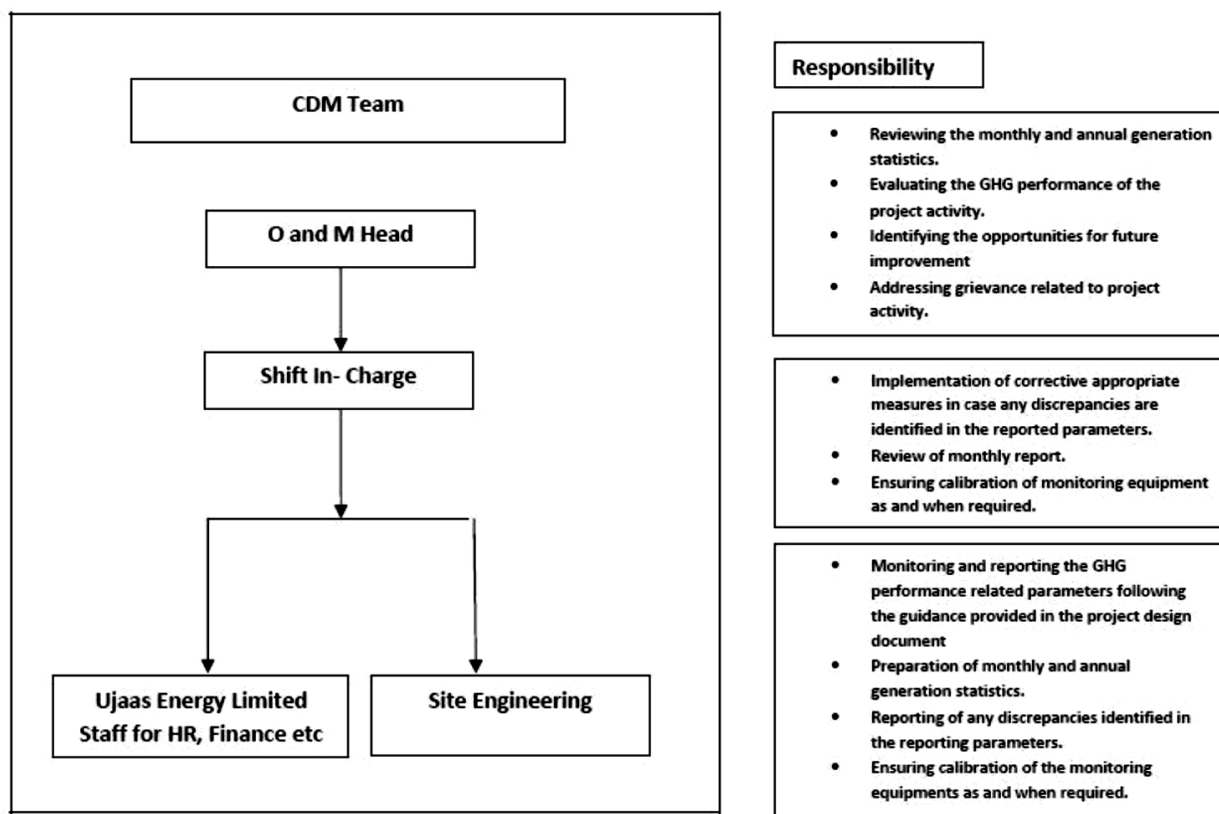 CDM Team
O and M Head
Shift In- Charge
Ujaas Energy Limited
Staff for HR, Finance etc
Site Engineering
Responsibility
• Reviewing the monthly and annual generation
statistics.
• Evaluating the GHG performance of the
project activity.
• Identifying the opportunities for future
improvement
• Addressing grievance related to project
activity.
• Implementation of corrective appropriate
measures in case any discrepancies are
identified in the reported parameters.
• Review of monthly report.
• Ensuring calibration of monitoring equipment
as and when required.
• Monitoring and reporting the GHG
performance related parameters following
the guidance provided in the project design
document
• Preparation of monthly and annual
generation statistics.
• Reporting of any discrepancies identified in
the reporting parameters.
• Ensuring calibration of the monitoring
equipments as and when required.